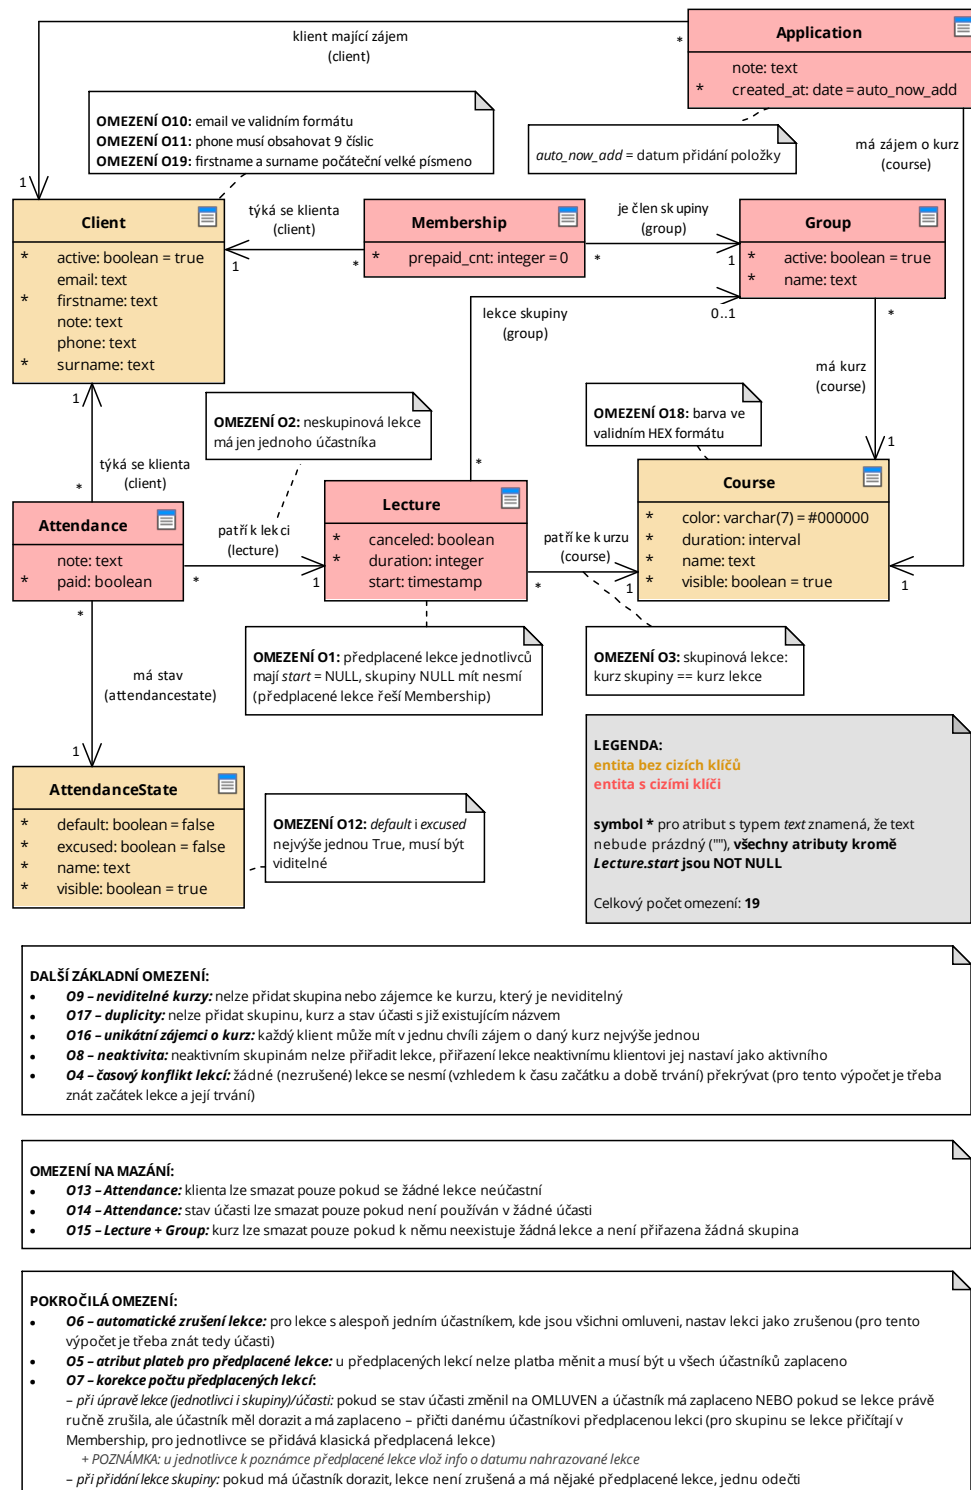 klient mající zájem
(client)
*
Application
note: text
* created_at: date = auto_now_add
OMEZENÍ O10: email ve validním formátu
OMEZENÍ O11: phone musí obsahovat 9 číslic
OMEZENÍ O19: firstname a surname počáteční velké písmeno
auto_now_add = datum přidání položky
má zájem o kurz
(course)
1
Client
* active: boolean = true
email: text
* firstname: text
note: text
phone: text
* surname: text
týká se klienta
(client)
1
*
Membership
* prepaid_cnt: integer = 0
je člen skupiny
(group)
*
1
Group
* active: boolean = true
* name: text
lekce skupiny
(group)
0..1
*
má kurz
(course)
1
1
OMEZENÍ O2: neskupinová lekce
má jen jednoho účastníka
OMEZENÍ O18: barva ve
validním HEX formátu
týká se klienta
(client)
*
*
Attendance
note: text
* paid: boolean
patří k lekci
(lecture)
*
1
Lecture
* canceled: boolean
* duration: integer
start: timestamp
patří ke kurzu
(course)
*
1
Course
* color: varchar(7) = #000000
* duration: interval
* name: text
* visible: boolean = true
1
*
má stav
(attendancestate)
1
OMEZENÍ O1: předplacené lekce jednotlivců
mají start = NULL, skupiny NULL mít nesmí
(předplacené lekce řeší Membership)
OMEZENÍ O3: skupinová lekce:
kurz skupiny == kurz lekce
AttendanceState
* default: boolean = false
* excused: boolean = false
* name: text
* visible: boolean = true
OMEZENÍ O12: default i excused
nejvýše jednou True, musí být
viditelné
LEGENDA:
entita bez cizích klíčů
entita s cizími klíči
symbol * pro atribut s typem text znamená, že text
nebude prázdný (""), všechny atributy kromě
Lecture.start jsou NOT NULL
Celkový počet omezení: 19
DALŠÍ ZÁKLADNÍ OMEZENÍ:
• O9 – neviditelné kurzy: nelze přidat skupina nebo zájemce ke kurzu, který je neviditelný
• O17 – duplicity: nelze přidat skupinu, kurz a stav účasti s již existujícím názvem
• O16 – unikátní zájemci o kurz: každý klient může mít v jednu chvíli zájem o daný kurz nejvýše jednou
• O8 – neaktivita: neaktivním skupinám nelze přiřadit lekce, přiřazení lekce neaktivnímu klientovi jej nastaví jako aktivního
• O4 – časový konflikt lekcí: žádné (nezrušené) lekce se nesmí (vzhledem k času začátku a době trvání) překrývat (pro tento výpočet je třeba
znát začátek lekce a její trvání)
OMEZENÍ NA MAZÁNÍ:
• O13 – Attendance: klienta lze smazat pouze pokud se žádné lekce neúčastní
• O14 – Attendance: stav účasti lze smazat pouze pokud není používán v žádné účasti
• O15 – Lecture + Group: kurz lze smazat pouze pokud k němu neexistuje žádná lekce a není přiřazena žádná skupina
POKROČILÁ OMEZENÍ:
• O6 – automatické zrušení lekce: pro lekce s alespoň jedním účastníkem, kde jsou všichni omluveni, nastav lekci jako zrušenou (pro tento
výpočet je třeba znát tedy účasti)
• O5 – atribut plateb pro předplacené lekce: u předplacených lekcí nelze platba měnit a musí být u všech účastníků zaplaceno
• O7 – korekce počtu předplacených lekcí:
– při úpravě lekce (jednotlivci i skupiny)/účasti: pokud se stav účasti změnil na OMLUVEN a účastník má zaplaceno NEBO pokud se lekce právě
ručně zrušila, ale účastník měl dorazit a má zaplaceno – přičti danému účastníkovi předplacenou lekci (pro skupinu se lekce přičítají v
Membership, pro jednotlivce se přidává klasická předplacená lekce)
+ POZNÁMKA: u jednotlivce k poznámce předplacené lekce vlož info o datumu nahrazované lekce
– při přidání lekce skupiny: pokud má účastník dorazit, lekce není zrušená a má nějaké předplacené lekce, jednu odečti